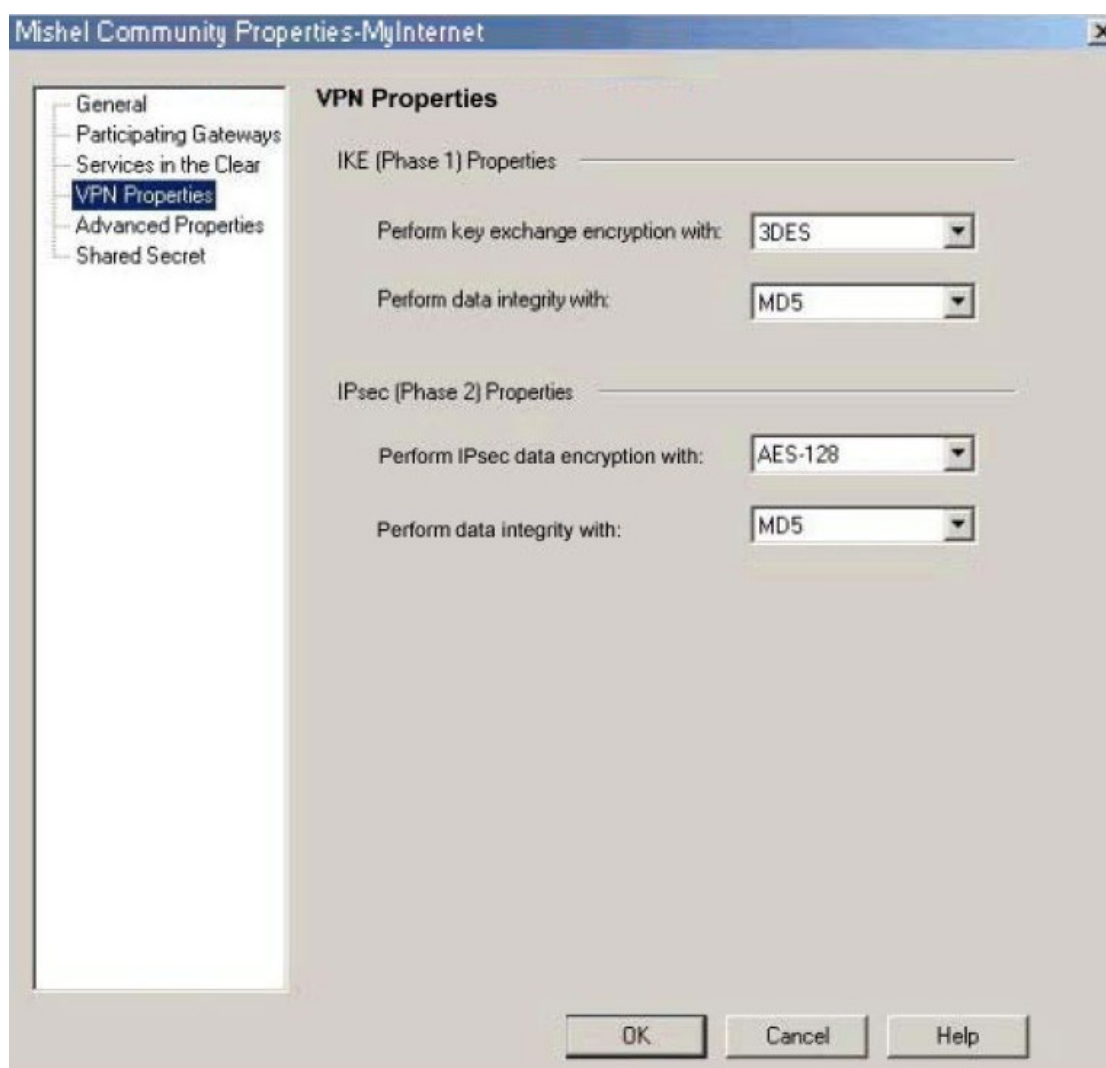 Mishel Community Properties-MyInternet
General
Participating Gateways
Services in the Clear
VPN Properties
Advanced Properties
Shared Secret
VPN Properties
IKE (Phase 1) Properties
Perform key exchange encryption with: 3DES
Perform data integrity with: MD5
IPsec (Phase 2) Properties
Perform IPsec data encryption with: AES-128
Perform data integrity with: MD5
OK Cancel Help